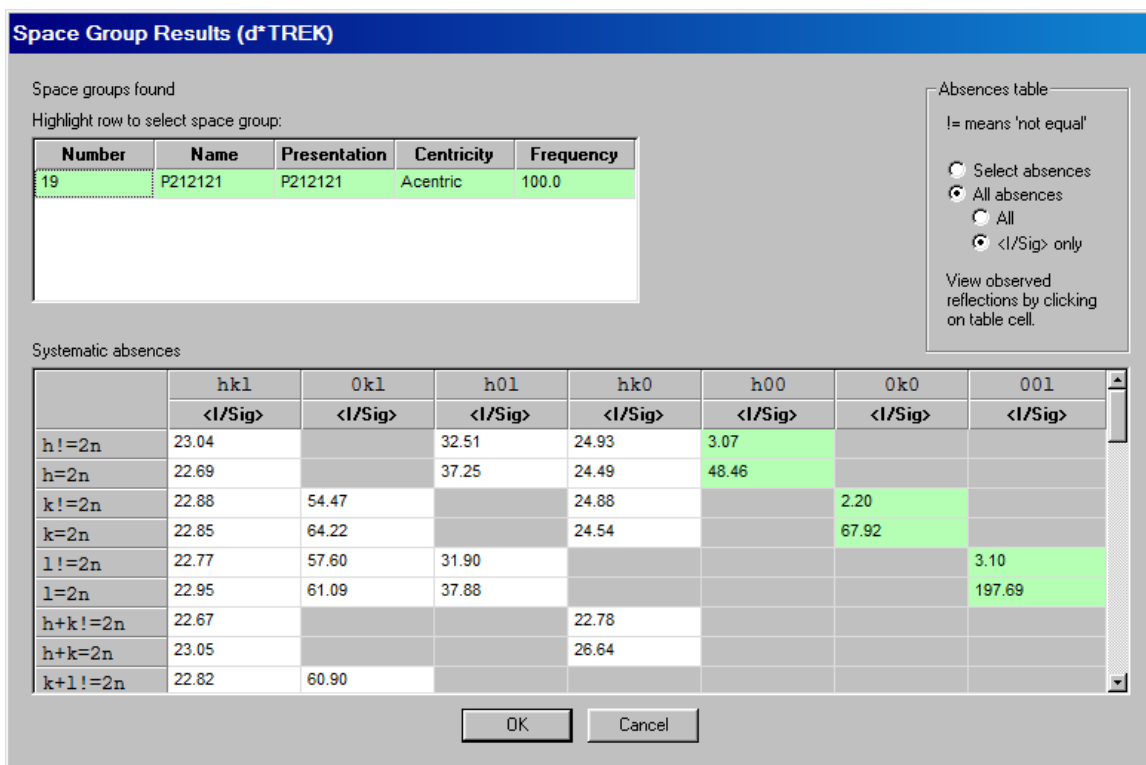 Space Group Results (d*TREK)
Space groups found
Highlight row to select space group:
Number Name Presentation Centricity Frequency
19 P212121 P212121 Acentric 100.0
Absences table
!= means 'not equal'
Select absences
All absences
All
<I/Sig> only
View observed
reflections by clicking
on table cell.
Systematic absences
hkl 0kl h0l hk0 h00 0k0 00l
<I/Sig> <I/Sig> <I/Sig> <I/Sig> <I/Sig> <I/Sig> <I/Sig>
h!=2n 23.04 32.51 24.93 3.07
h=2n 22.69 37.25 24.49 48.46
k!=2n 22.88 54.47 24.88 2.20
k=2n 22.85 64.22 24.54 67.92
l!=2n 22.77 57.60 31.90 3.10
l=2n 22.95 61.09 37.88 197.69
h+k!=2n 22.67 22.78
h+k=2n 23.05 26.64
k+l!=2n 22.82 60.90
OK Cancel